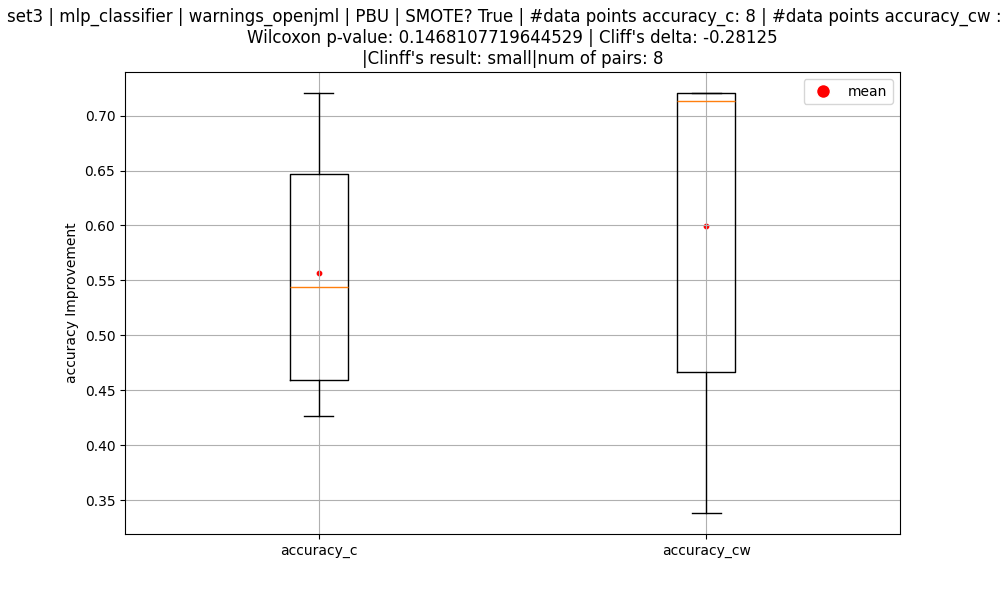 set3 | mlp_classifier | warnings_openjml | PBU | SMOTE? True | #data points accuracy_c: 8 | #data points accuracy_cw :
Wilcoxon p-value: 0.1468107719644529 | Cliff's delta: -0.28125
|Clinff's result: small|num of pairs: 8
mean
0.70
0.65
0.60
0.55
0.50
0.45
0.40
0.35
accuracy Improvement
accuracy_c
accuracy_cw